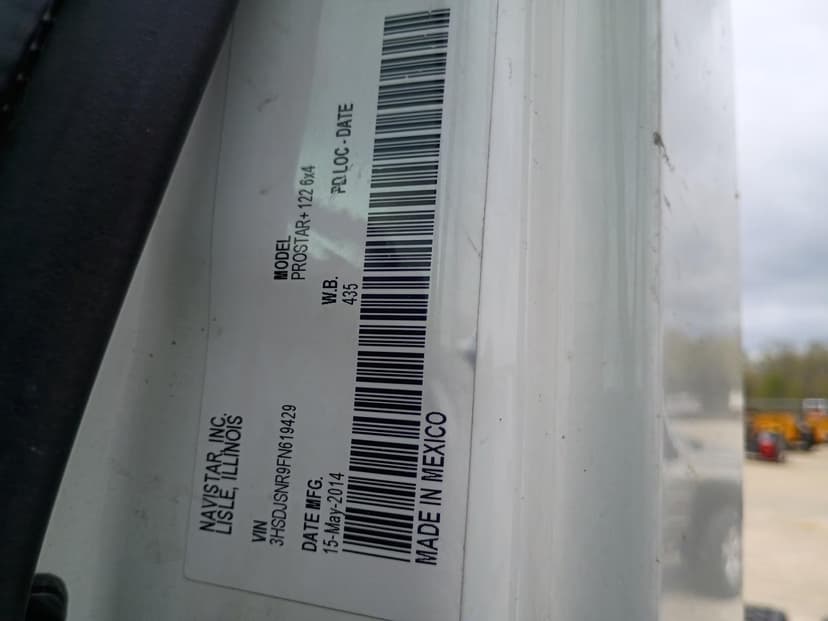 NAVISTAR, INC.
LISLE, ILLINOIS
VIN
3HSDJSNR9FN619429
MODEL
PROSTAR+ 122 6x4
DATE MFG.
15-May-2014
W.B.
435
PD LOC - DATE
MADE IN MEXICO